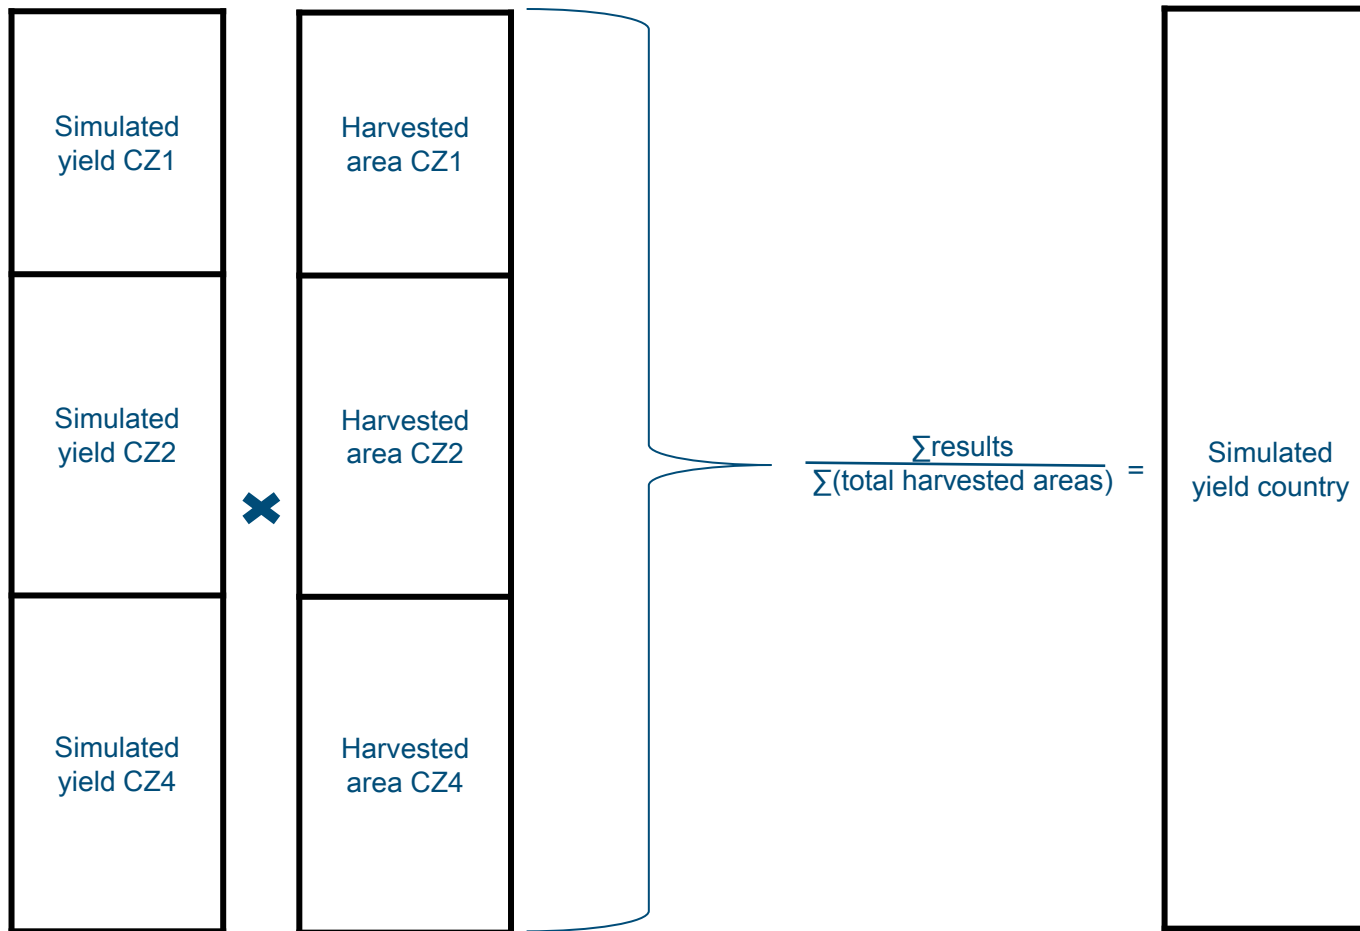 Simulated
yield CZ1
Harvested
area CZ1
Simulated
yield CZ2
Harvested
area CZ2
Simulated
yield CZ4
Harvested
area CZ4
∑results
∑(total harvested areas)
=
Simulated
yield country